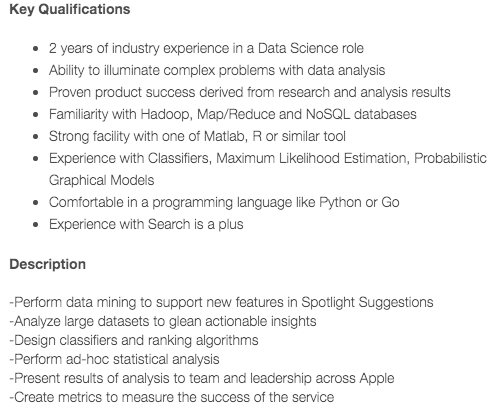 Key Qualifications
• 2 years of industry experience in a Data Science role
• Ability to illuminate complex problems with data analysis
• Proven product success derived from research and analysis results
• Familiarity with Hadoop, Map/Reduce and NoSQL databases
• Strong facility with one of Matlab, R or similar tool
• Experience with Classifiers, Maximum Likelihood Estimation, Probabilistic
Graphical Models
• Comfortable in a programming language like Python or Go
• Experience with Search is a plus
Description
-Perform data mining to support new features in Spotlight Suggestions
-Analyze large datasets to glean actionable insights
-Design classifiers and ranking algorithms
-Perform ad-hoc statistical analysis
-Present results of analysis to team and leadership across Apple
-Create metrics to measure the success of the service